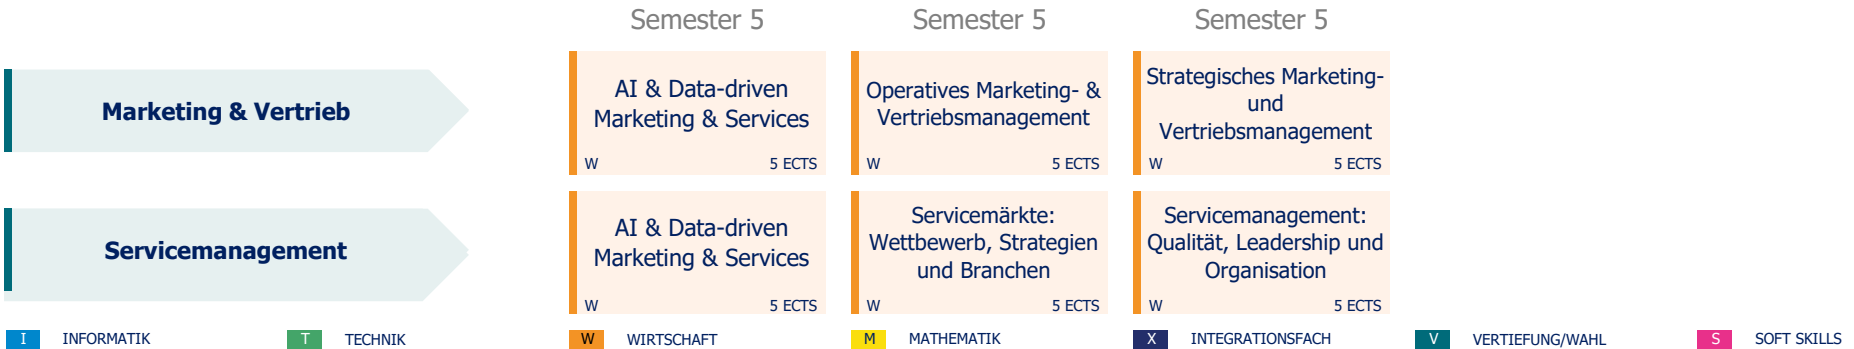 Semester 5
Semester 5
Semester 5
Marketing & Vertrieb
AI & Data-driven
Marketing & Services
W
5 ECTS
Operatives Marketing- &
Vertriebsmanagement
W
5 ECTS
Strategisches Marketing-
und
Vertriebsmanagement
W
5 ECTS
Servicemanagement
AI & Data-driven
Marketing & Services
W
5 ECTS
Servicemärkte:
Wettbewerb, Strategien
und Branchen
W
5 ECTS
Servicemanagement:
Qualität, Leadership und
Organisation
W
5 ECTS
I INFORMATIK
T TECHNIK
W WIRTSCHAFT
M MATHEMATIK
X INTEGRATIONSFACH
V VERTIEFUNG/WAHL
S SOFT SKILLS